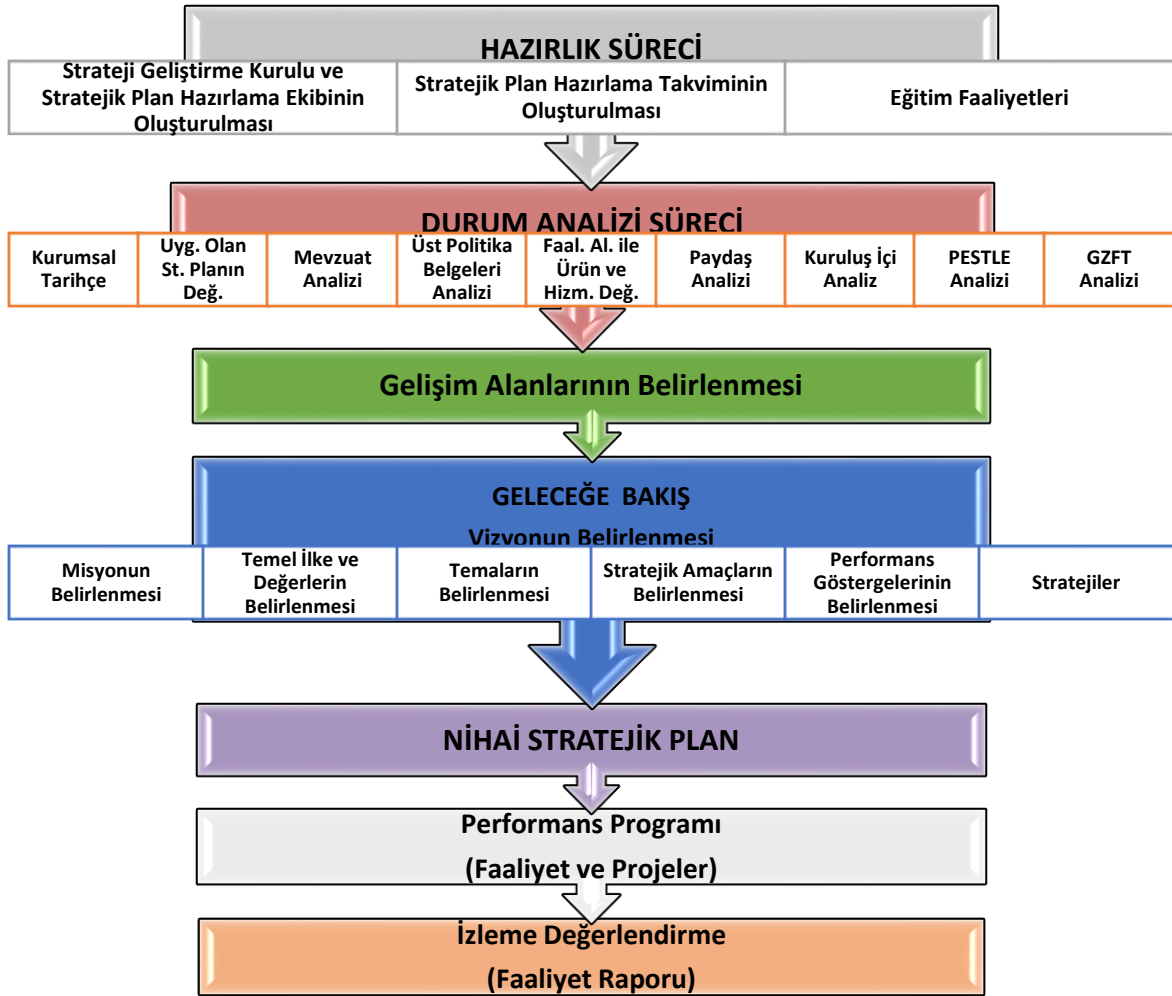 HAZIRLIK SÜRECİ
Strateji Geliştirme Kurulu ve
Stratejik Plan Hazırlama Ekibinin
Oluşturulması
Stratejik Plan Hazırlama Takviminin
Oluşturulması
Eğitim Faaliyetleri
DURUM ANALİZİ SÜRECİ
Kurumsal
Tarihçe
Uyg. Olan
St. Planın
Değ.
Mevzuat
Analizi
Üst Politika
Belgeleri
Analizi
Faal. Al. ile
Ürün ve
Hizm. Değ.
Paydaş
Analizi
Kuruluş İçi
Analiz
PESTLE
Analizi
GZFT
Analizi
Gelişim Alanlarının Belirlenmesi
GELECEĞE BAKIŞ
Vizyonun Belirlenmesi
Misyonun
Belirlenmesi
Temel İlke ve
Değerlerin
Belirlenmesi
Temaların
Belirlenmesi
Stratejik Amaçların
Belirlenmesi
Performans
Göstergelerinin
Belirlenmesi
Stratejiler
NİHAİ STRATEJİK PLAN
Performans Programı
(Faaliyet ve Projeler)
İzleme Değerlendirme
(Faaliyet Raporu)